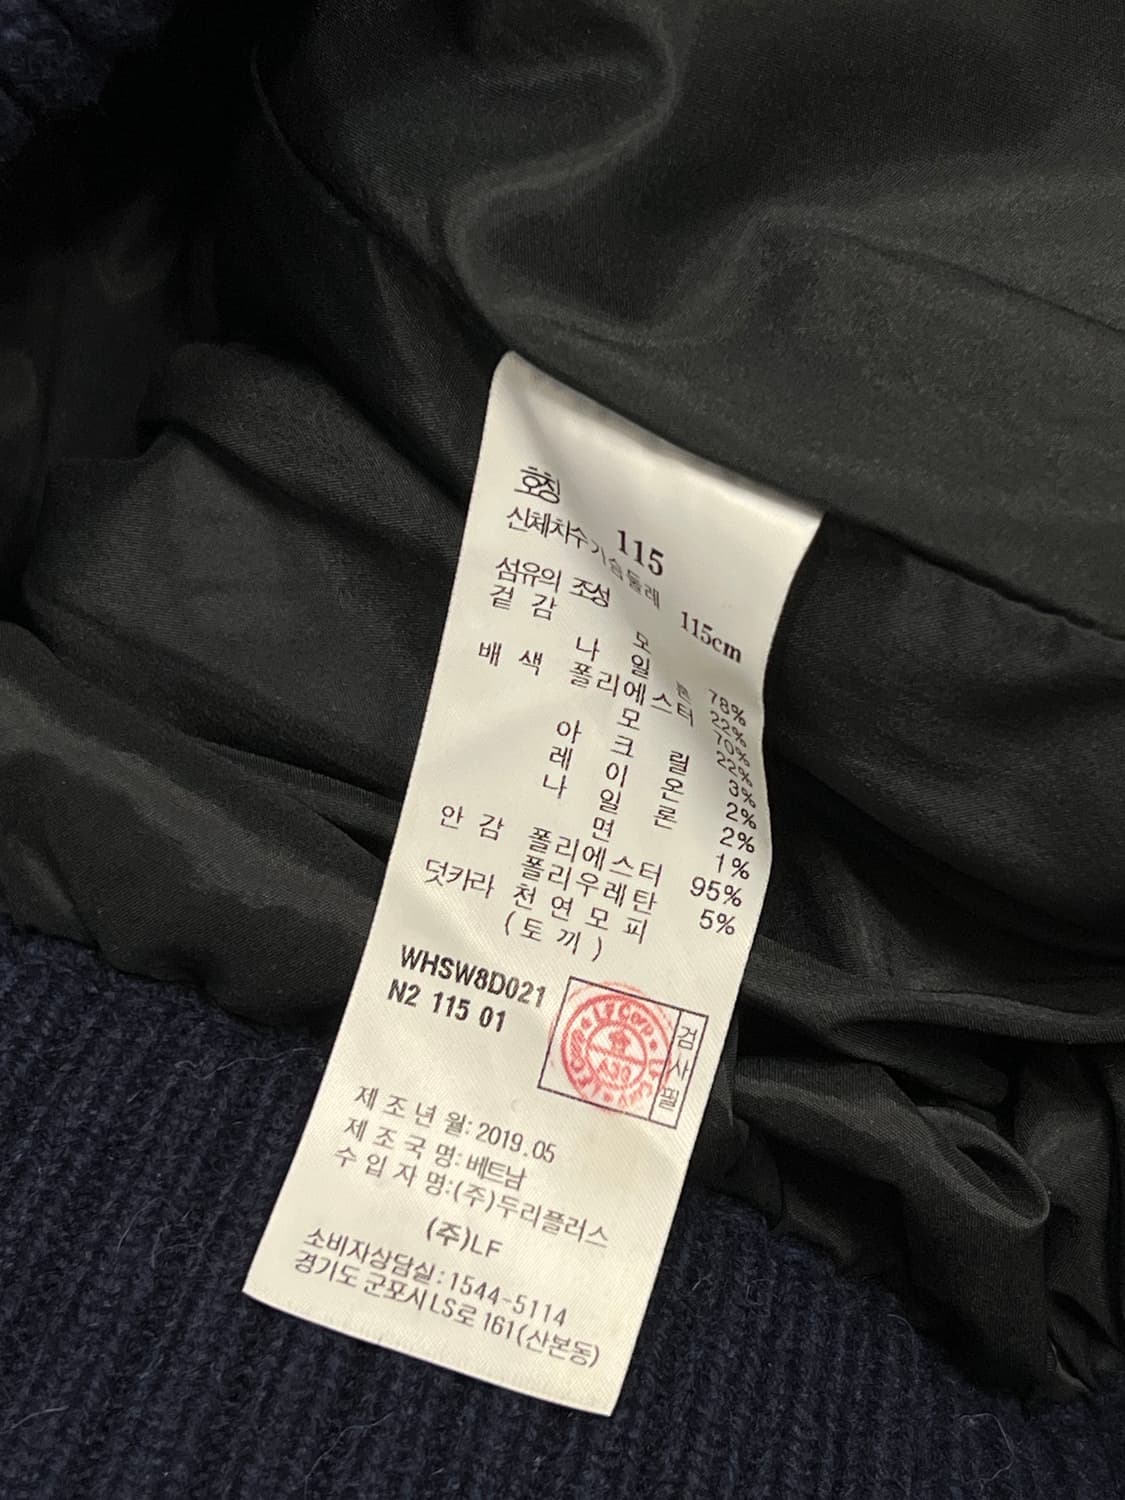 호칭 115
신체치수 가슴둘레 115cm
섬유의 조성
겉 감 모 78%
나 일 론 22%
배 색 폴리에스터 70%
모 22%
아 크 릴 3%
레 이 온 2%
나 일 론 2%
면 1%
안 감 폴리에스터 95%
폴리우레탄 5%
덧카라 천 연 모 피
(토 끼)
WHSW8D021
N2 115 01
LF Corp LF Corp LF Corp
검사필
제 조 년 월: 2019.05
제 조 국 명: 베트남
수 입 자 명:(주)두리플러스
(주)LF
소비자상담실:1544-5114
경기도 군포시 LS로 161(산본동)